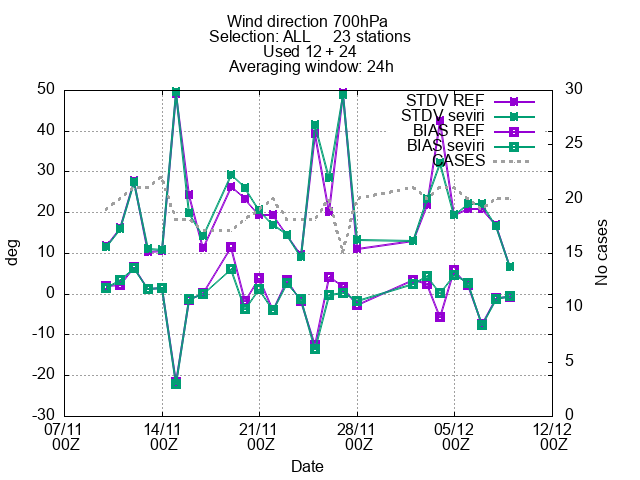 Wind direction 700hPa
Selection: ALL 23 stations
Used 12 + 24
Averaging window: 24h
STDV REF
STDV seviri
BIAS REF
BIAS seviri
CASES
50
40
30
20
10
0
-10
-20
-30
deg
30
25
20
15
10
5
0
No cases
07/11 14/11 21/11 28/11 05/12 12/12
00Z 00Z 00Z 00Z 00Z 00Z
Date